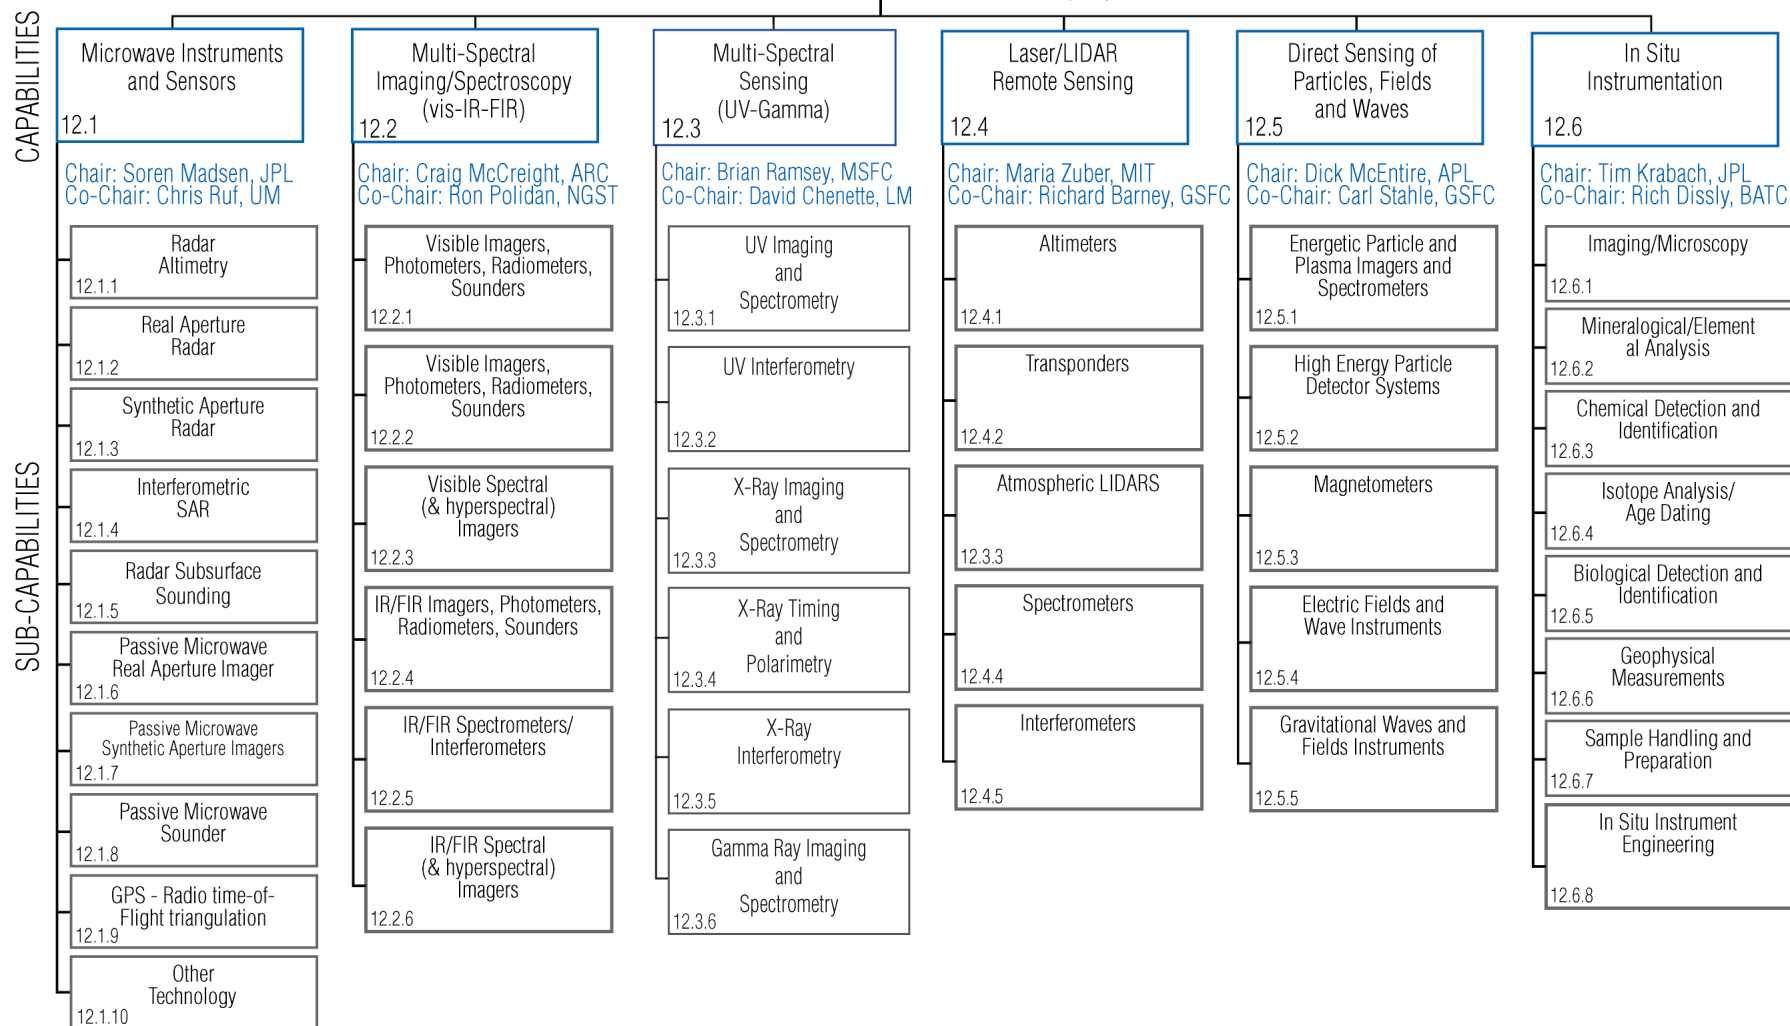 CAPABILITIES
SUB-CAPABILITIES
Microwave Instruments
and Sensors
12.1
Chair: Soren Madsen, JPL
Co-Chair: Chris Ruf, UM
Radar
Altimetry
12.1.1
Real Aperture
Radar
12.1.2
Synthetic Aperture
Radar
12.1.3
Interferometric
SAR
12.1.4
Radar Subsurface
Sounding
12.1.5
Passive Microwave
Real Aperture Imager
12.1.6
Passive Microwave
Synthetic Aperture Imagers
12.1.7
Passive Microwave
Sounder
12.1.8
GPS - Radio time-of-
Flight triangulation
12.1.9
Other
Technology
12.1.10
Multi-Spectral
Imaging/Spectroscopy
(vis-IR-FIR)
12.2
Chair: Craig McCreight, ARC
Co-Chair: Ron Polidan, NGST
Visible Imagers,
Photometers, Radiometers,
Sounders
12.2.1
Visible Imagers,
Photometers, Radiometers,
Sounders
12.2.2
Visible Spectral
(& hyperspectral)
Imagers
12.2.3
IR/FIR Imagers, Photometers,
Radiometers, Sounders
12.2.4
IR/FIR Spectrometers/
Interferometers
12.2.5
IR/FIR Spectral
(& hyperspectral)
Imagers
12.2.6
Multi-Spectral
Sensing
(UV-Gamma)
12.3
Chair: Brian Ramsey, MSFC
Co-Chair: David Chenette, LM
UV Imaging
and
Spectrometry
12.3.1
UV Interferometry
12.3.2
X-Ray Imaging
and
Spectrometry
12.3.3
X-Ray Timing
and
Polarimetry
12.3.4
X-Ray
Interferometry
12.3.5
Gamma Ray Imaging
and
Spectrometry
12.3.6
Laser/LIDAR
Remote Sensing
12.4
Chair: Maria Zuber, MIT
Co-Chair: Richard Barney, GSFC
Altimeters
12.4.1
Transponders
12.4.2
Atmospheric LIDARS
12.3.3
Spectrometers
12.4.4
Interferometers
12.4.5
Direct Sensing of
Particles, Fields
and Waves
12.5
Chair: Dick McEntire, APL
Co-Chair: Carl Stahle, GSFC
Energetic Particle and
Plasma Imagers and
Spectrometers
12.5.1
High Energy Particle
Detector Systems
12.5.2
Magnetometers
12.5.3
Electric Fields and
Wave Instruments
12.5.4
Gravitational Waves and
Fields Instruments
12.5.5
In Situ
Instrumentation
12.6
Chair: Tim Krabach, JPL
Co-Chair: Rich Dissly, BATC
Imaging/Microscopy
12.6.1
Mineralogical/Element
al Analysis
12.6.2
Chemical Detection and
Identification
12.6.3
Isotope Analysis/
Age Dating
12.6.4
Biological Detection and
Identification
12.6.5
Geophysical
Measurements
12.6.6
Sample Handling and
Preparation
12.6.7
In Situ Instrument
Engineering
12.6.8